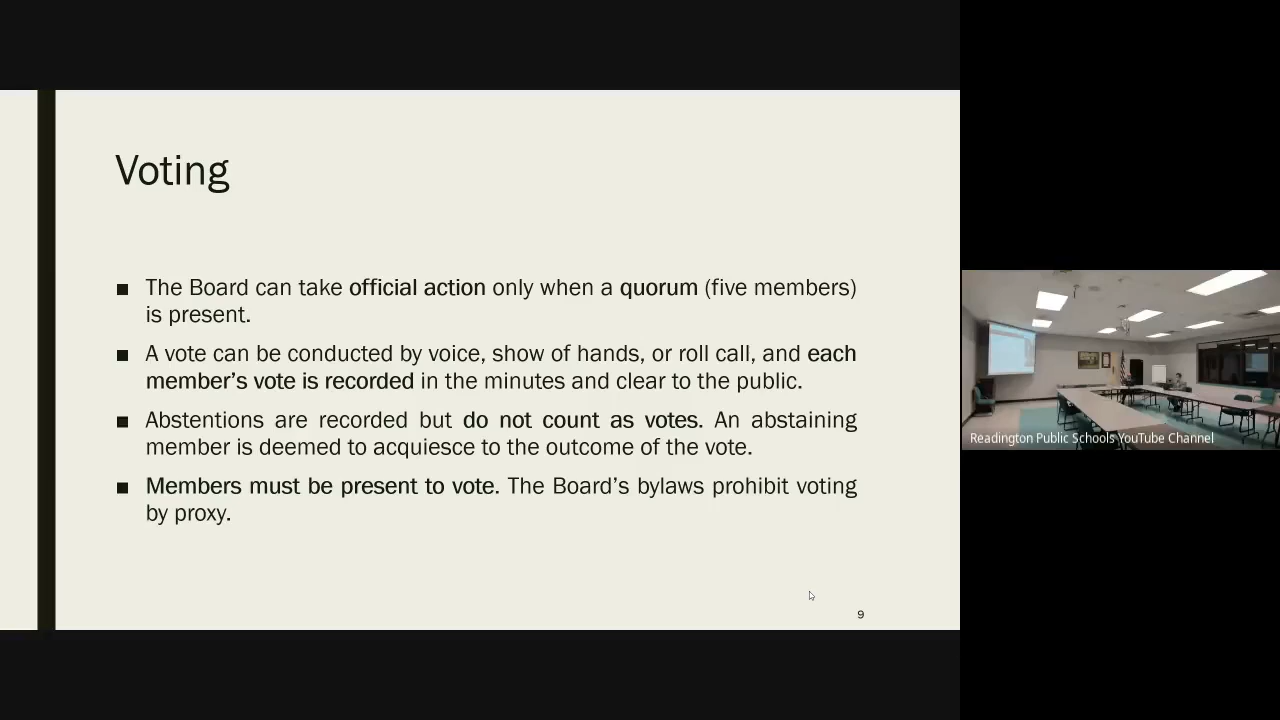 Voting
■ The Board can take official action only when a quorum (five members)
is present.
■ A vote can be conducted by voice, show of hands, or roll call, and each
member’s vote is recorded in the minutes and clear to the public.
■ Abstentions are recorded but do not count as votes. An abstaining
member is deemed to acquiesce to the outcome of the vote.
■ Members must be present to vote. The Board’s bylaws prohibit voting
by proxy.
9
Readington Public Schools YouTube Channel